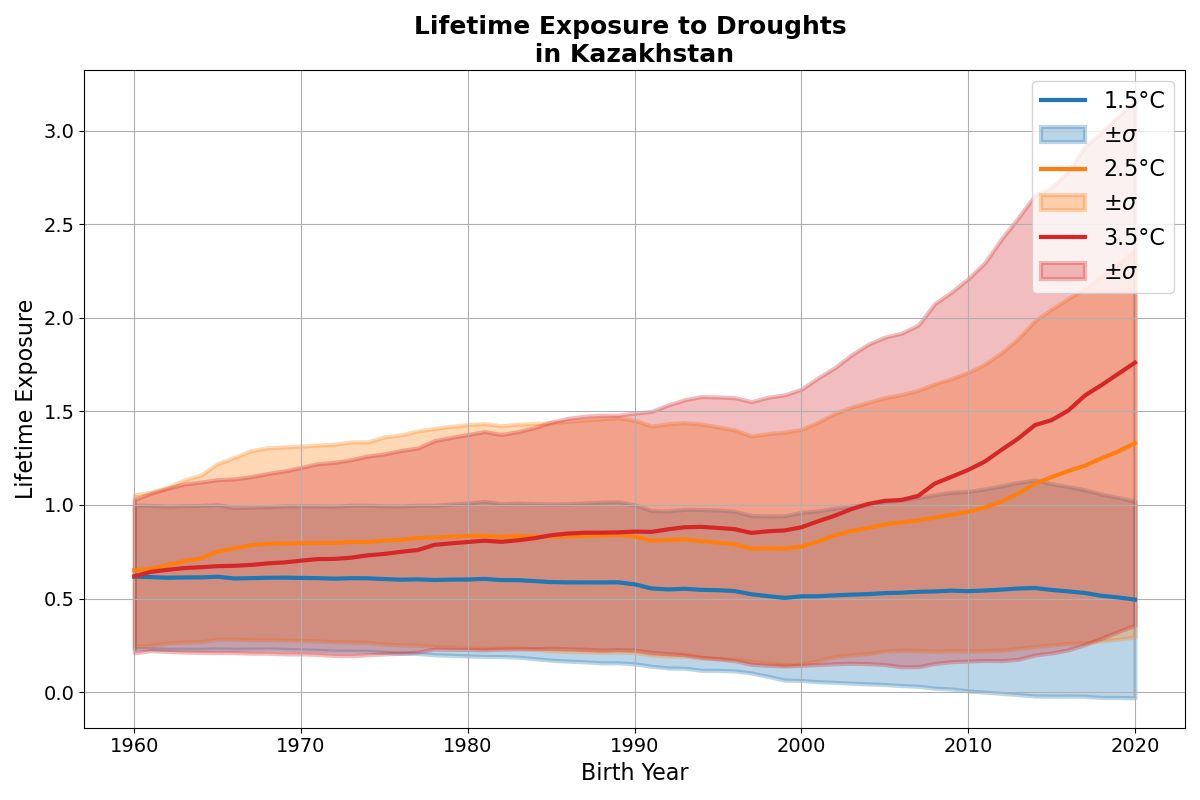 Lifetime Exposure to Droughts
in Kazakhstan
1.5°C
±σ
2.5°C
±σ
3.5°C
±σ
Lifetime Exposure
3.0
2.5
2.0
1.5
1.0
0.5
0.0
1960 1970 1980 1990 2000 2010 2020
Birth Year